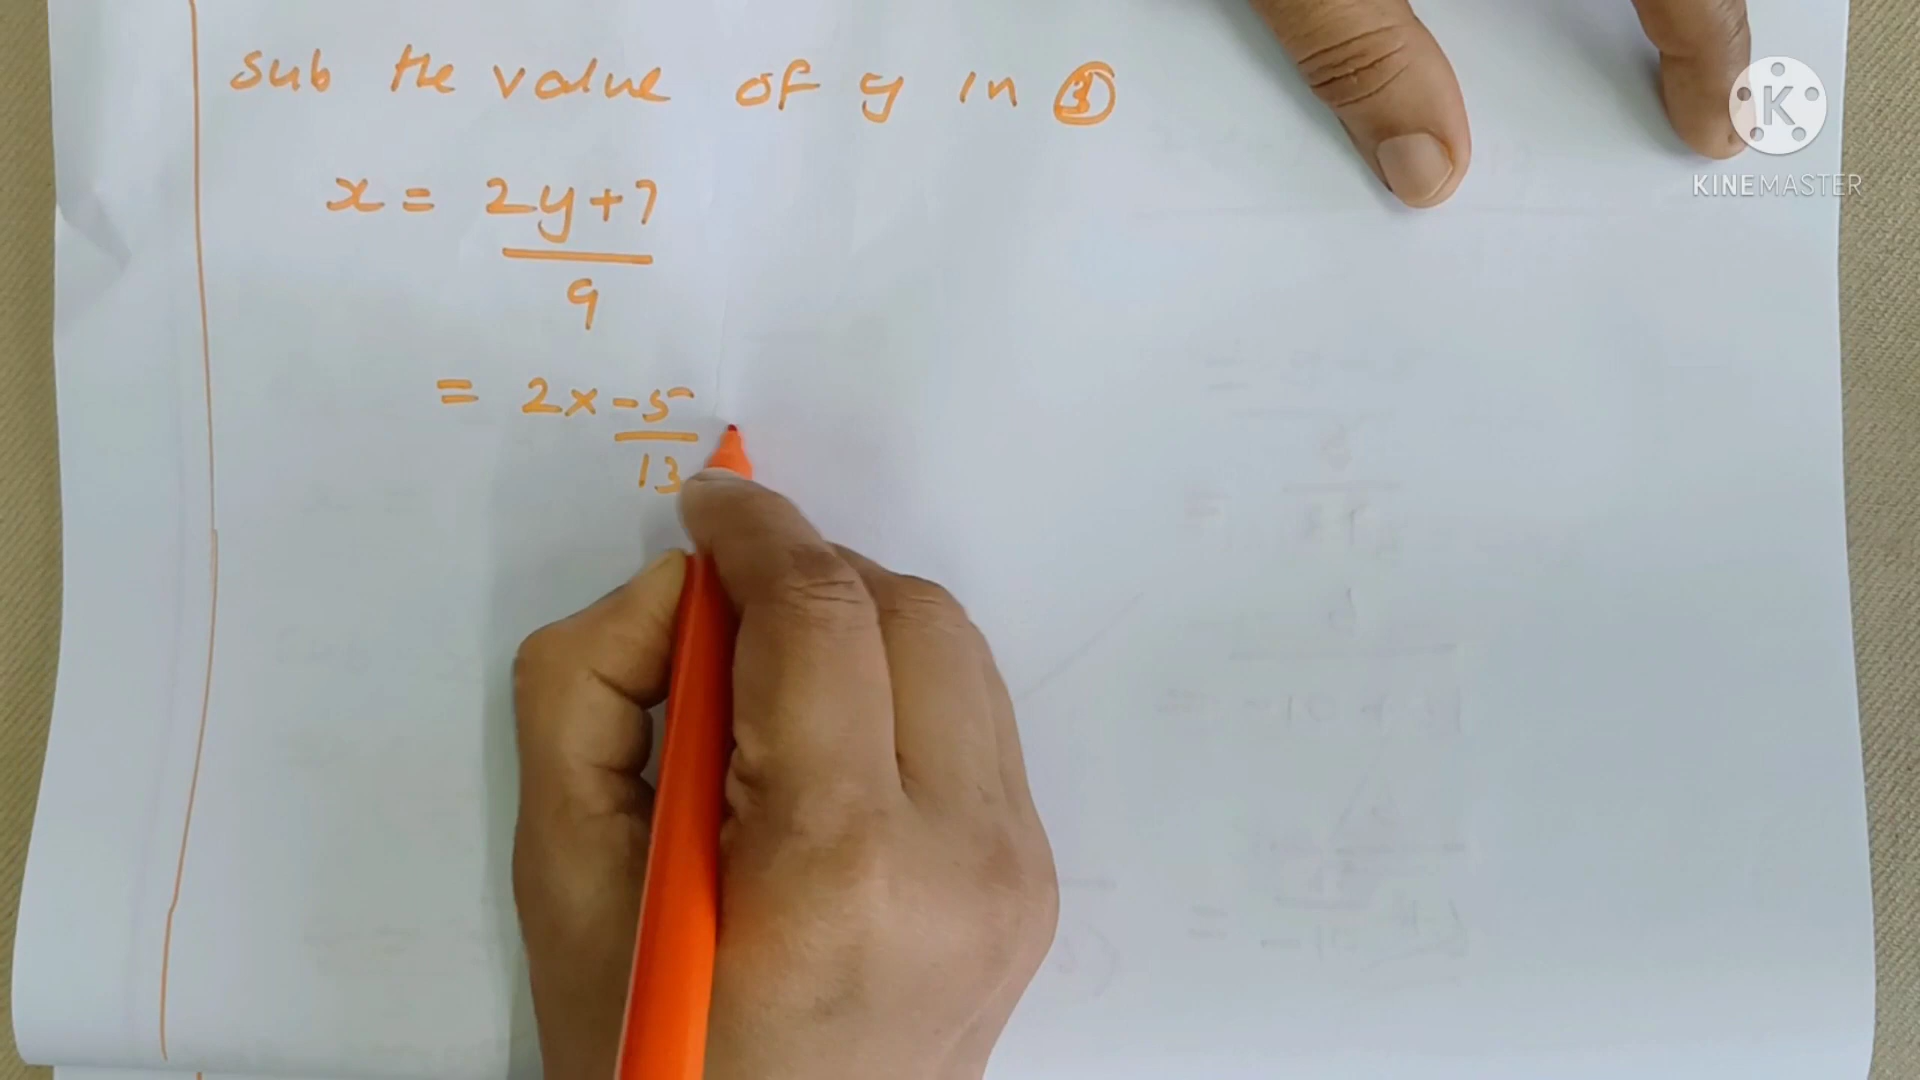 sub the value of y in ③
x = 2y+7
9
= 2x -5
13
K
KINEMASTER